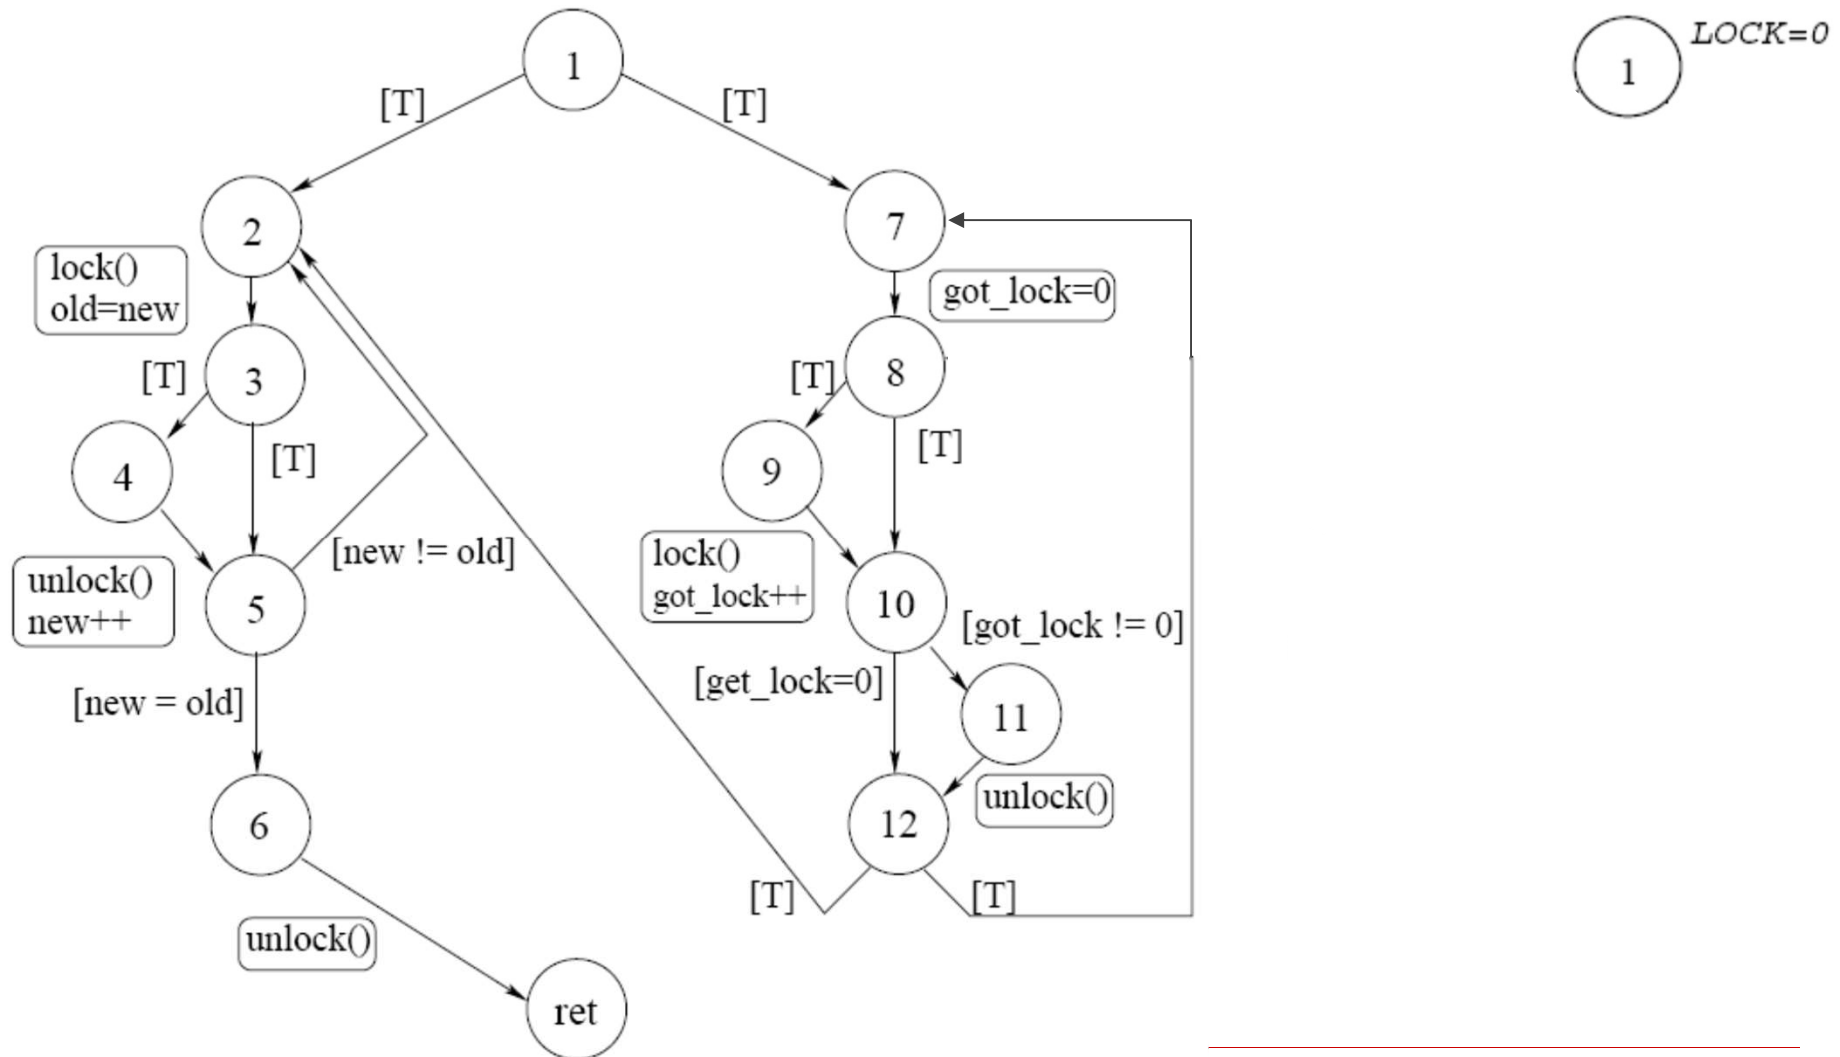 1
LOCK=0
1
[T]
[T]
2
7
lock()
old=new
got_lock=0
[T]
3
[T]
8
[T]
[T]
4
9
[new != old]
lock()
got_lock++
unlock()
new++
5
10
[got_lock != 0]
[new = old]
[get_lock=0]
11
unlock()
6
12
[T]
[T]
unlock()
ret